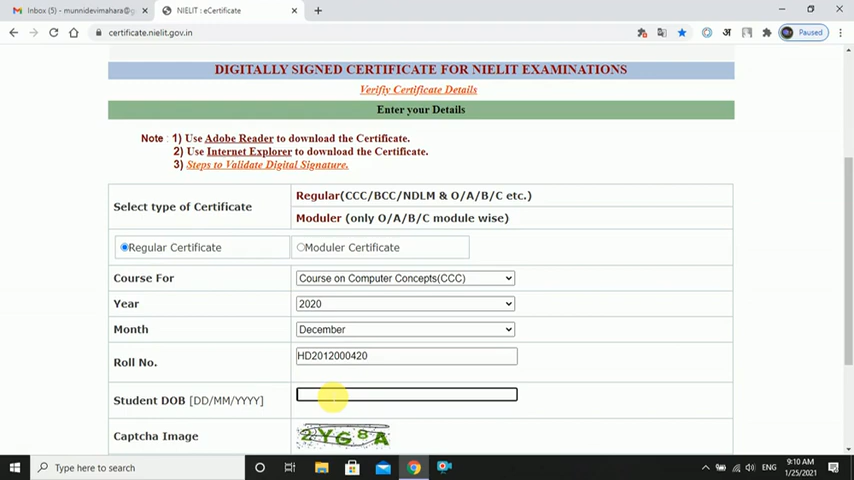 Inbox (5) - munnidevimahara@g
NIELIT : eCertificate
certificate.nielit.gov.in
अ
Paused
DIGITALLY SIGNED CERTIFICATE FOR NIELIT EXAMINATIONS
Verifiy Certificate Details
Enter your Details
Note : 1) Use Adobe Reader to download the Certificate.
2) Use Internet Explorer to download the Certificate.
3) Steps to Validate Digital Signature.
Select type of Certificate
Regular(CCC/BCC/NDLM & O/A/B/C etc.)
Moduler (only O/A/B/C module wise)
Regular Certificate
Moduler Certificate
Course For
Course on Computer Concepts(CCC)
Year
2020
Month
December
Roll No.
HD2012000420
Student DOB [DD/MM/YYYY]
Captcha Image
2YG8A
Type here to search
ENG
9:10 AM
1/25/2021